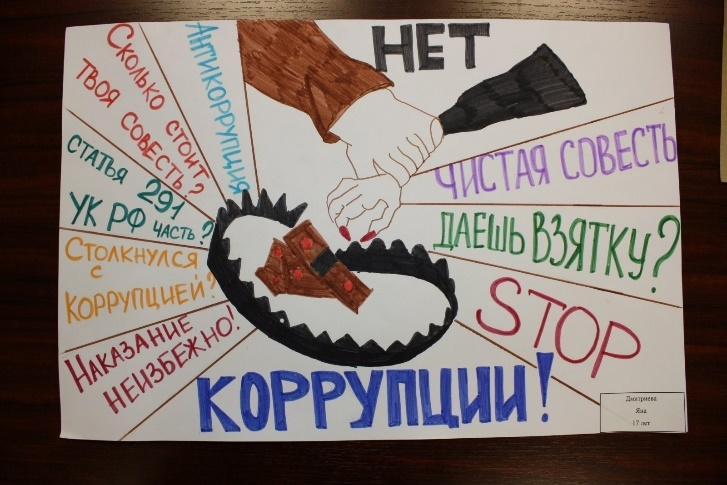 НЕТ
КОРРУПЦИИ!
АНТИКОРРУПЦИЯ
СКОЛЬКО СТОИТ
ТВОЯ СОВЕСТЬ?
СТАТЬЯ 291
УК РФ ЧАСТЬ?
СТОЛКНУЛСЯ
С
КОРРУПЦИЕЙ?
НАКАЗАНИЕ
НЕИЗБЕЖНО!
ЧИСТАЯ СОВЕСТЬ
ДАЕШЬ ВЗЯТКУ?
STOP
Дмитриева
Яна
17 лет